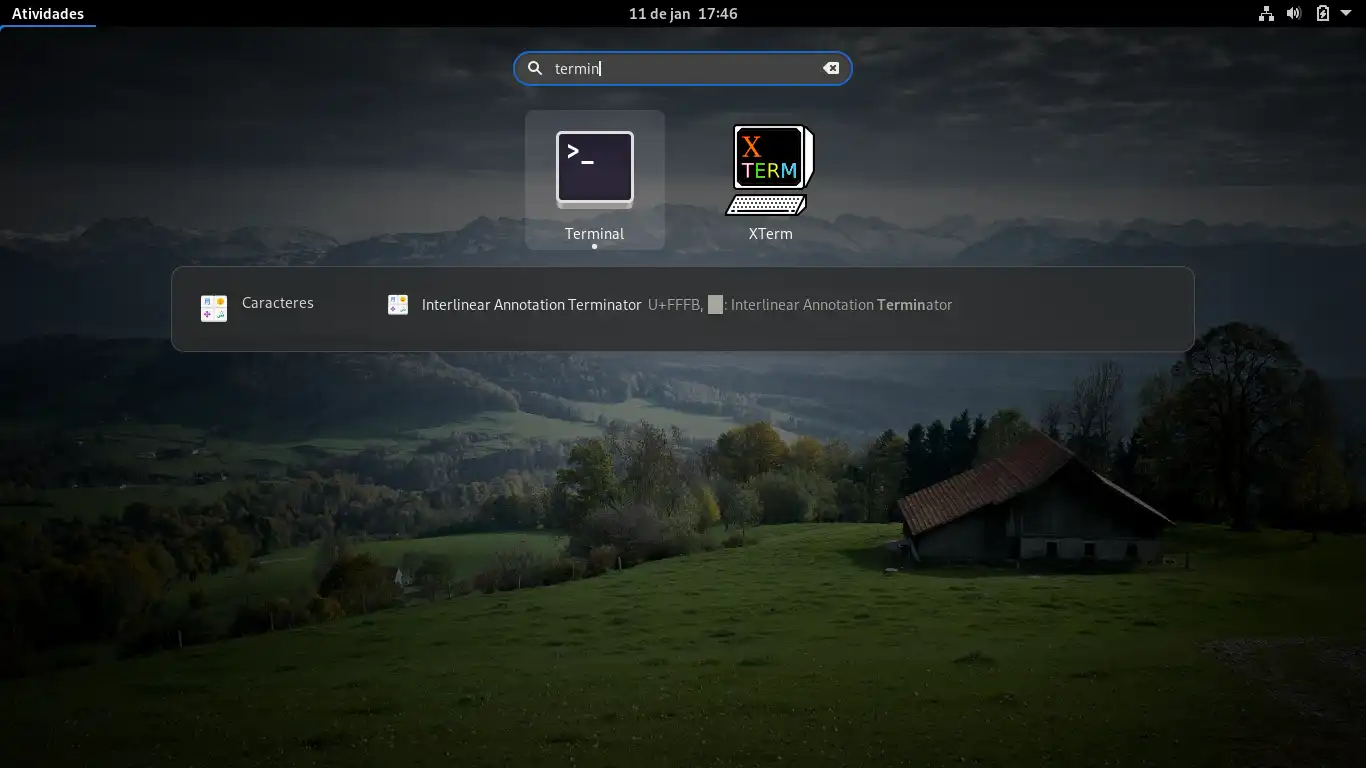 Atividades
11 de jan 17:46
termin
>_
X
TERM
Terminal
XTerm
Caracteres
Interlinear Annotation Terminator U+FFFB, : Interlinear Annotation Terminator